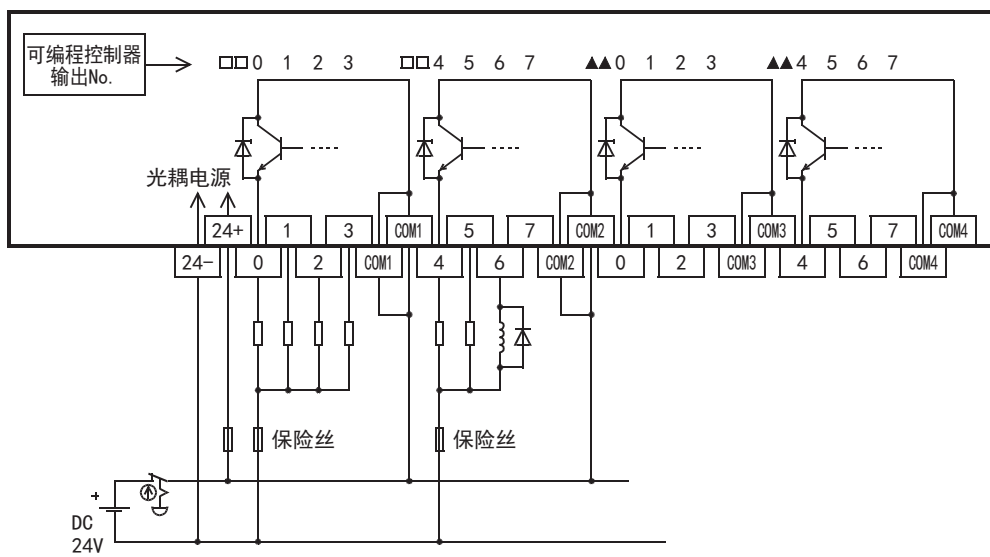 可编程控制器
输出No.
□□0 1 2 3 □□4 5 6 7 ▲▲0 1 2 3 ▲▲4 5 6 7
光耦电源
24+ 1 3 COM1 5 7 COM2 1 3 COM3 5 7 COM4
24- 0 2 COM1 4 6 COM2 0 2 COM3 4 6 COM4
保险丝 保险丝
+
DC
24V